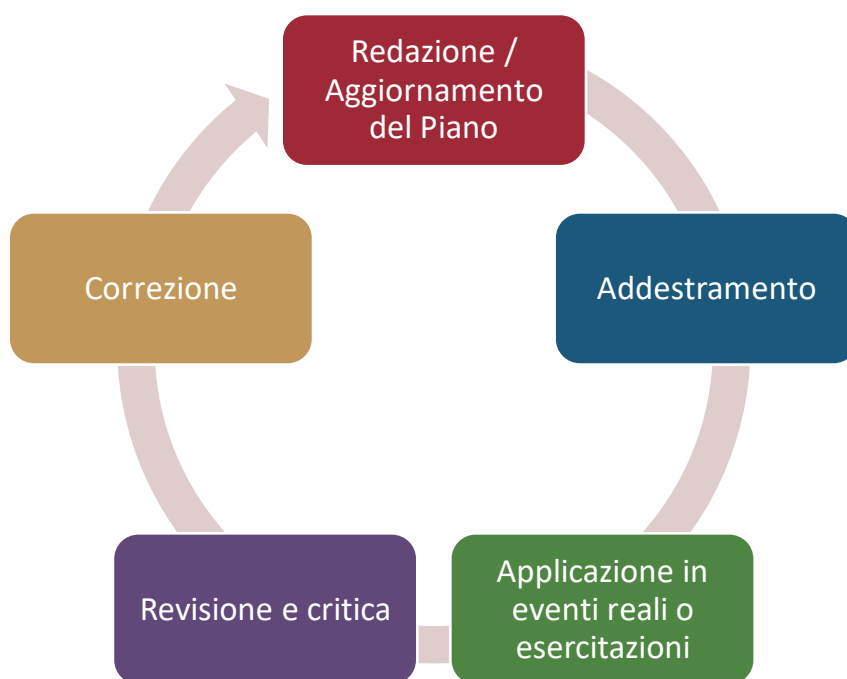 Redazione /
Aggiornamento
del Piano
Addestramento
Applicazione in
eventi reali o
esercitazioni
Revisione e critica
Correzione